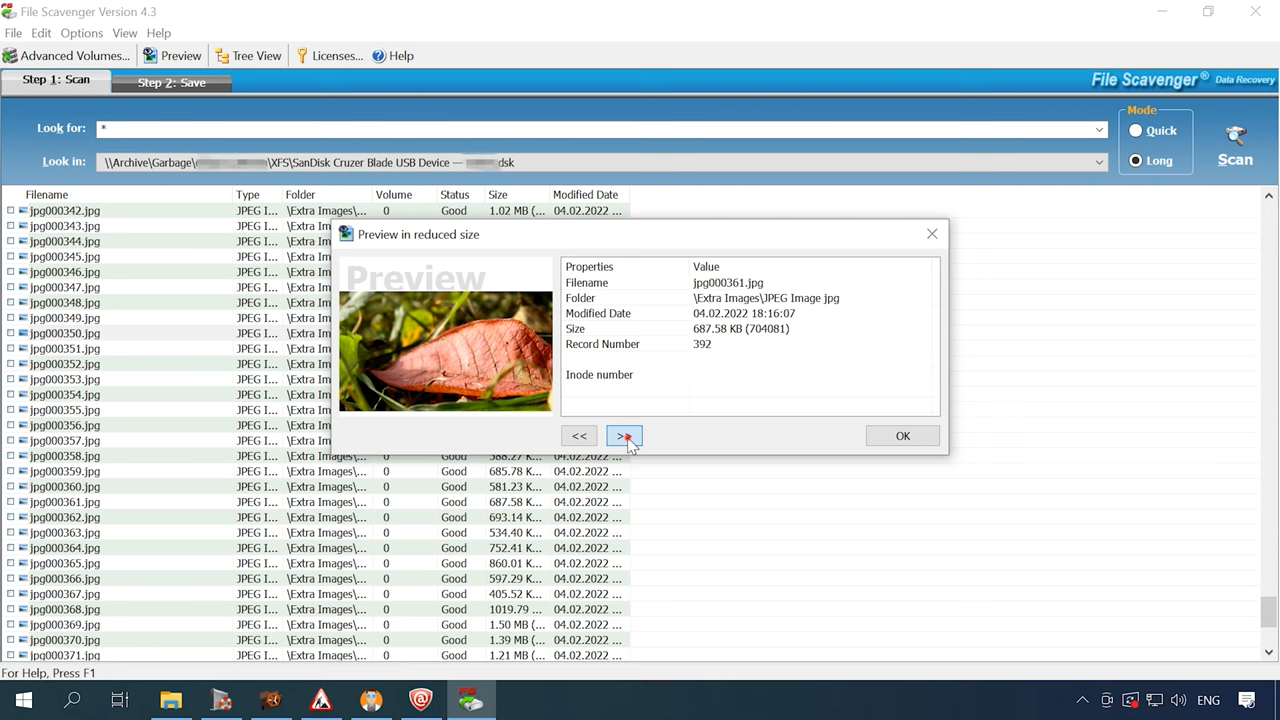 File Scavenger Version 4.3
File Edit Options View Help
Advanced Volumes... Preview Tree View Licenses... Help
Step 1: Scan Step 2: Save File Scavenger® Data Recovery
Mode
Look for: * Quick
Look in: \\Archive\Garbage\ \XFS\SanDisk Cruzer Blade USB Device — dsk Long Scan
Filename Type Folder Volume Status Size Modified Date
jpg000342.jpg JPEG I... \Extra Images\... 0 Good 1.02 MB (... 04.02.2022 ...
jpg000343.jpg JPEG I... \Extra Im
jpg000344.jpg JPEG I... \Extra Im
jpg000345.jpg JPEG I... \Extra Im
jpg000346.jpg JPEG I... \Extra Im
jpg000347.jpg JPEG I... \Extra Im
jpg000348.jpg JPEG I... \Extra Im
jpg000349.jpg JPEG I... \Extra Im
jpg000350.jpg JPEG I... \Extra Im
jpg000351.jpg JPEG I... \Extra Im
jpg000352.jpg JPEG I... \Extra Im
jpg000353.jpg JPEG I... \Extra Im
jpg000354.jpg JPEG I... \Extra Im
jpg000355.jpg JPEG I... \Extra Im
jpg000356.jpg JPEG I... \Extra Im
jpg000357.jpg JPEG I... \Extra Im
jpg000358.jpg JPEG I... \Extra Images\... 0 Good 588.27 K... 04.02.2022 ...
jpg000359.jpg JPEG I... \Extra Images\... 0 Good 685.78 K... 04.02.2022 ...
jpg000360.jpg JPEG I... \Extra Images\... 0 Good 581.23 K... 04.02.2022 ...
jpg000361.jpg JPEG I... \Extra Images\... 0 Good 687.58 K... 04.02.2022 ...
jpg000362.jpg JPEG I... \Extra Images\... 0 Good 693.14 K... 04.02.2022 ...
jpg000363.jpg JPEG I... \Extra Images\... 0 Good 534.40 K... 04.02.2022 ...
jpg000364.jpg JPEG I... \Extra Images\... 0 Good 752.41 K... 04.02.2022 ...
jpg000365.jpg JPEG I... \Extra Images\... 0 Good 860.01 K... 04.02.2022 ...
jpg000366.jpg JPEG I... \Extra Images\... 0 Good 597.29 K... 04.02.2022 ...
jpg000367.jpg JPEG I... \Extra Images\... 0 Good 405.52 K... 04.02.2022 ...
jpg000368.jpg JPEG I... \Extra Images\... 0 Good 1019.79 ... 04.02.2022 ...
jpg000369.jpg JPEG I... \Extra Images\... 0 Good 1.50 MB (... 04.02.2022 ...
jpg000370.jpg JPEG I... \Extra Images\... 0 Good 1.39 MB (... 04.02.2022 ...
jpg000371.jpg JPEG I... \Extra Images\... 0 Good 1.21 MB (... 04.02.2022 ...
Preview in reduced size
Preview
Properties Value
Filename jpg000361.jpg
Folder \Extra Images\JPEG Image jpg
Modified Date 04.02.2022 18:16:07
Size 687.58 KB (704081)
Record Number 392
Inode number
<< >> OK
For Help, Press F1
ENG